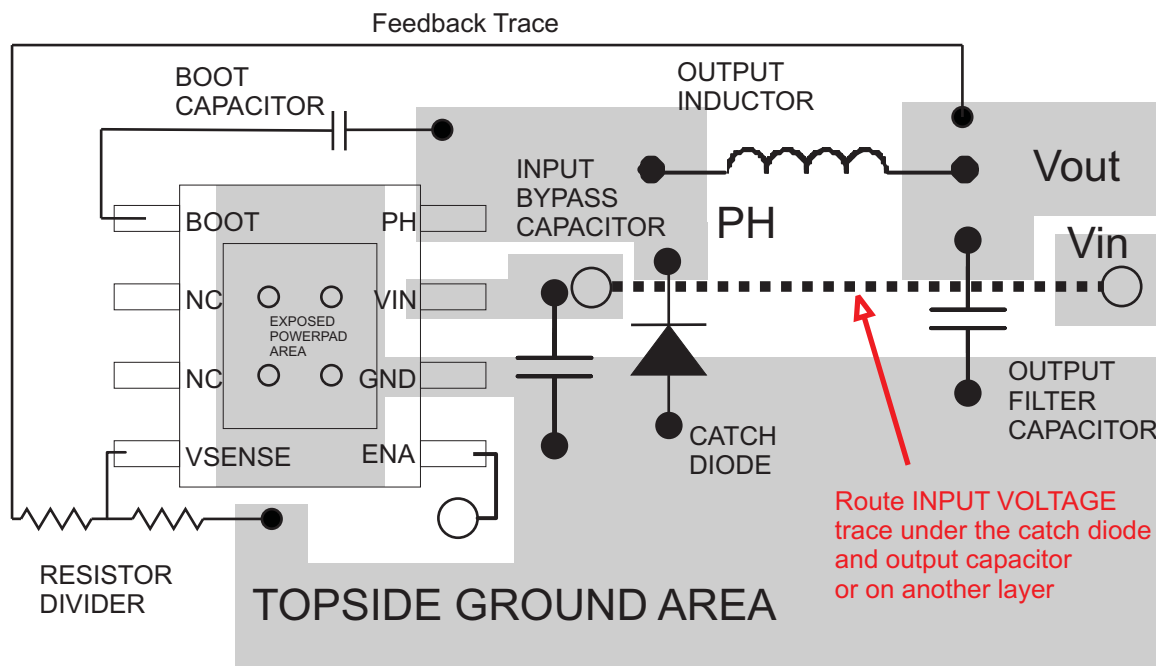 Feedback Trace
BOOT
CAPACITOR
OUTPUT
INDUCTOR
INPUT
BYPASS
CAPACITOR
PH
Vout
Vin
BOOT
PH
NC
VIN
EXPOSED
POWERPAD
AREA
NC
GND
VSENSE
ENA
CATCH
DIODE
OUTPUT
FILTER
CAPACITOR
Route INPUT VOLTAGE
trace under the catch diode
and output capacitor
or on another layer
RESISTOR
DIVIDER
TOPSIDE GROUND AREA